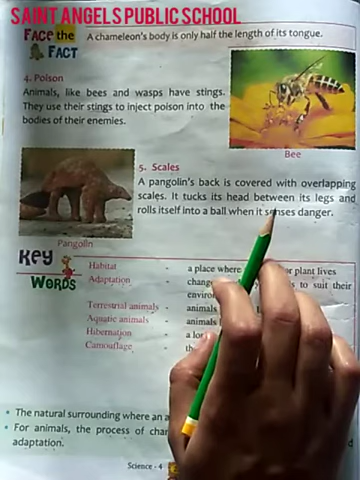 SAINT ANGELS PUBLIC SCHOOL
FACE the FACT
A chameleon's body is only half the length of its tongue.
4. Poison
Animals, like bees and wasps have stings.
They use their stings to inject poison into the
bodies of their enemies.
Bee
5. Scales
A pangolin's back is covered with overlapping
scales. It tucks its head between its legs and
rolls itself into a ball when it senses danger.
Pangolin
Key Words
Habitat - a place where or plant lives
Adaptation - chang s to suit their
environ
Terrestrial animals - animals
Aquatic animals - animals
Hibernation - a lo
Camouflage - th
• The natural surrounding where an a
• For animals, the process of chan
adaptation.
Science - 4